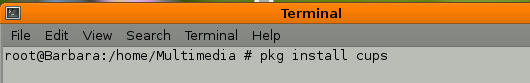 Terminal
File Edit View Search Terminal Help
root@Barbara:/home/Multimedia # pkg install cups